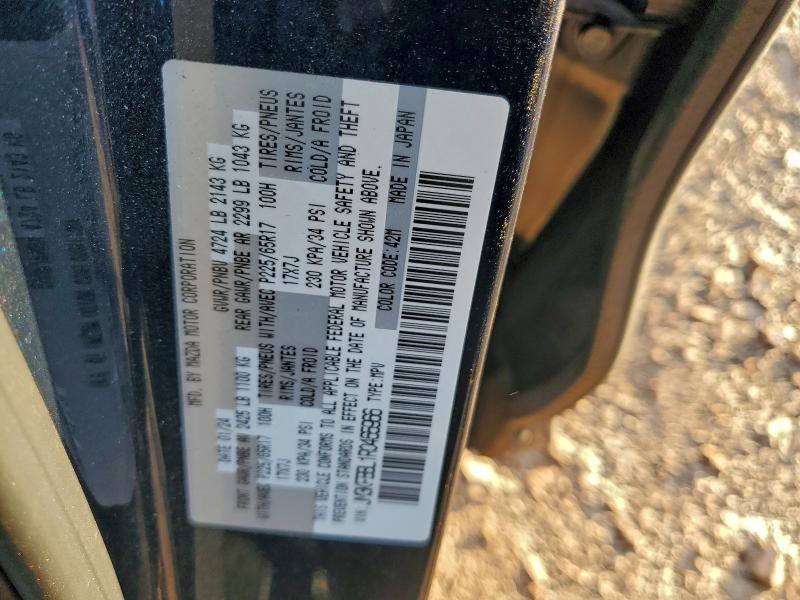 MFD. BY MAZDA MOTOR CORPORATION
DATE 01/24 GVWR/PNBV 4724 LB 2143 KG
FRONT GAWR/PNBE AV 2425 LB 1100 KG REAR GAWR/PNBE AR 2299 LB 1043 KG
WITH/AVEC P225/65R17 100H TIRES/PNEUS WITH/AVEC P225/65R17 100H TIRES/PNEUS
17X7J RIMS/JANTES 17X7J RIMS/JANTES
230 KPA/34 PSI COLD/A FROID 230 KPA/34 PSI COLD/A FROID
THIS VEHICLE CONFORMS TO ALL APPLICABLE FEDERAL MOTOR VEHICLE SAFETY AND THEFT
PREVENTION STANDARDS IN EFFECT ON THE DATE OF MANUFACTURE SHOWN ABOVE.
TYPE:MPV COLOR CODE:42M MADE IN JAPAN